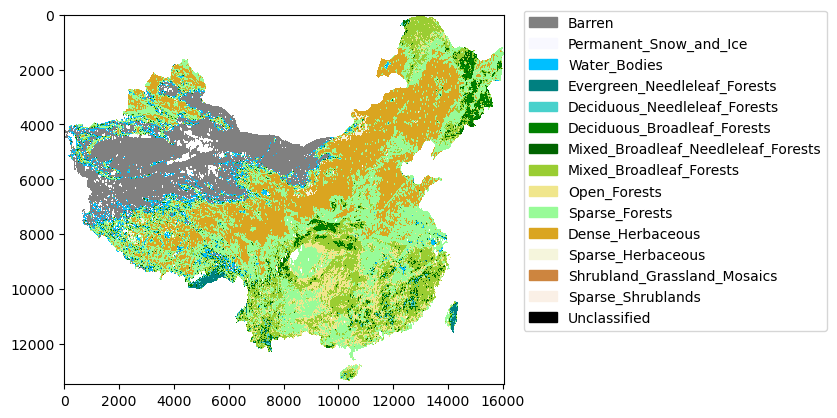 0
2000
4000
6000
8000
10000
12000
0
2000
4000
6000
8000
10000
12000
14000
16000
Barren
Permanent_Snow_and_Ice
Water_Bodies
Evergreen_Needleleaf_Forests
Deciduous_Needleleaf_Forests
Deciduous_Broadleaf_Forests
Mixed_Broadleaf_Needleleaf_Forests
Mixed_Broadleaf_Forests
Open_Forests
Sparse_Forests
Dense_Herbaceous
Sparse_Herbaceous
Shrubland_Grassland_Mosaics
Sparse_Shrublands
Unclassified